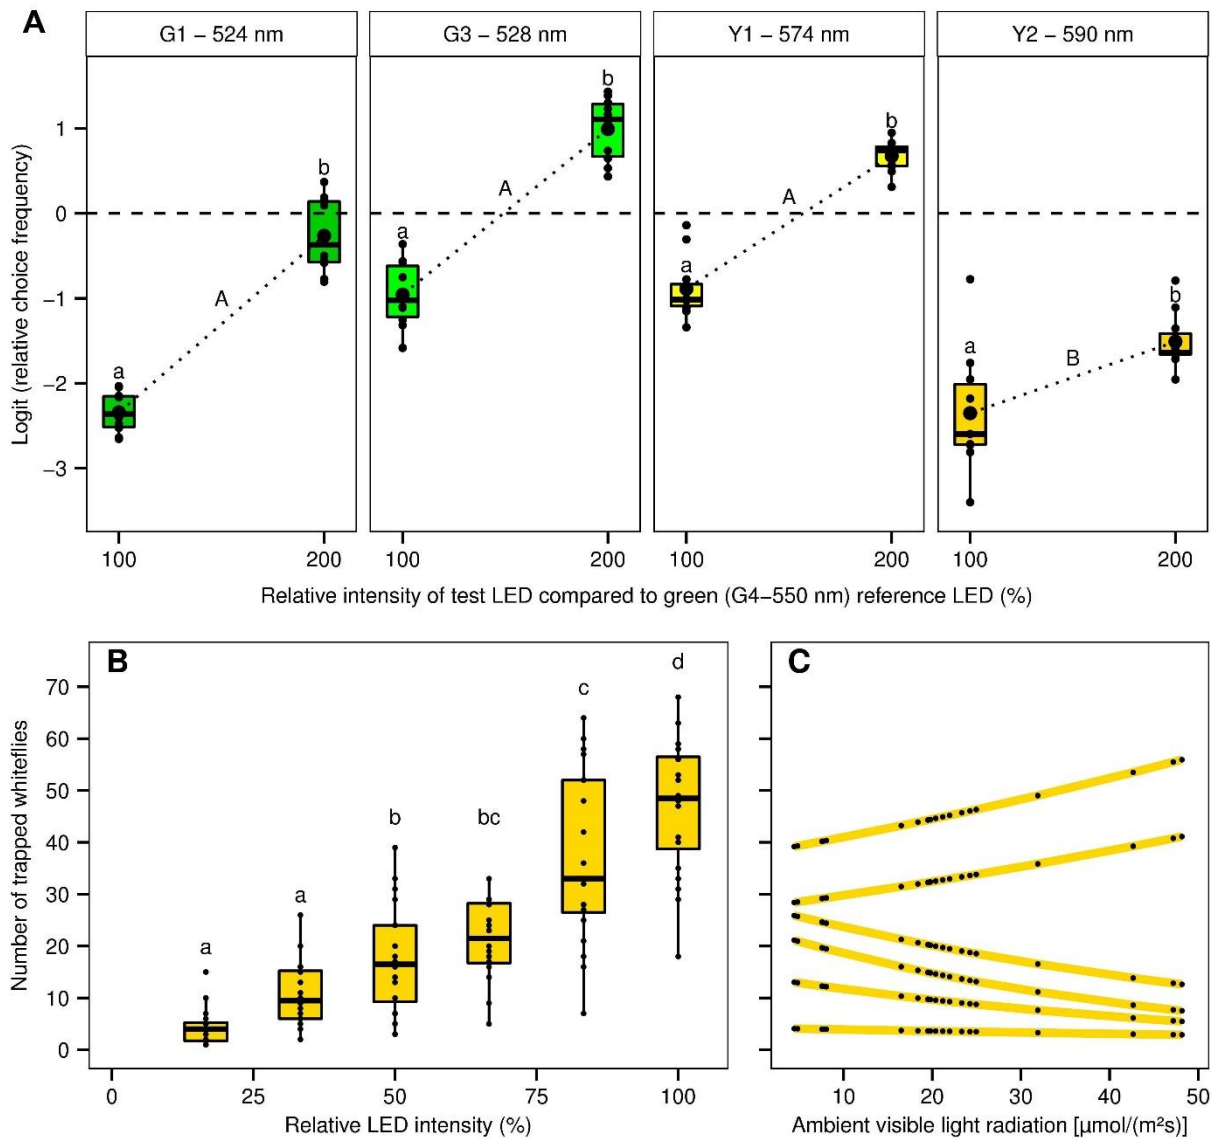 A
G1 − 524 nm
G3 − 528 nm
Y1 − 574 nm
Y2 − 590 nm
Logit (relative choice frequency)
1
0
−1
−2
−3
a
b
A
a
b
A
a
b
A
a
b
B
100
200
100
200
100
200
100
200
Relative intensity of test LED compared to green (G4−550 nm) reference LED (%)
B
Number of trapped whiteflies
70
60
50
40
30
20
10
0
a
a
b
bc
c
d
0
25
50
75
100
Relative LED intensity (%)
C
10
20
30
40
50
Ambient visible light radiation [µmol/(m²s)]